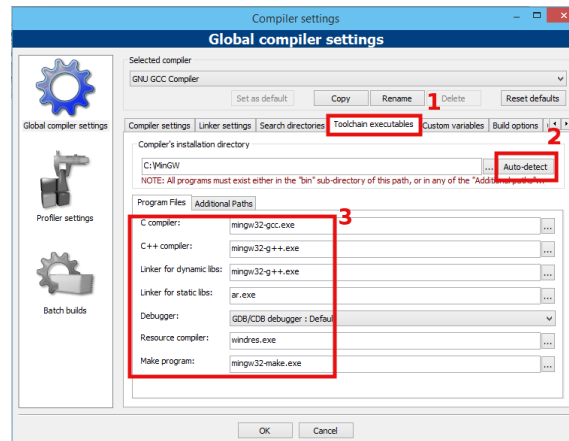 Compiler settings
Global compiler settings
Selected compiler
GNU GCC Compiler
Set as default Copy Rename Delete Reset defaults
1
Global compiler settings
Compiler settings Linker settings Search directories Toolchain executables Custom variables Build options
2
Compiler's installation directory
C:\MinGW ... Auto-detect
NOTE: All programs must exist either in the "bin" sub-directory of this path, or in any of the "Additional paths"...
Program Files Additional Paths
3
C compiler: mingw32-gcc.exe ...
C++ compiler: mingw32-g++.exe ...
Linker for dynamic libs: mingw32-g++.exe ...
Linker for static libs: ar.exe ...
Debugger: GDB/CDB debugger : Default
Resource compiler: windres.exe ...
Make program: mingw32-make.exe ...
Profiler settings
Batch builds
OK Cancel